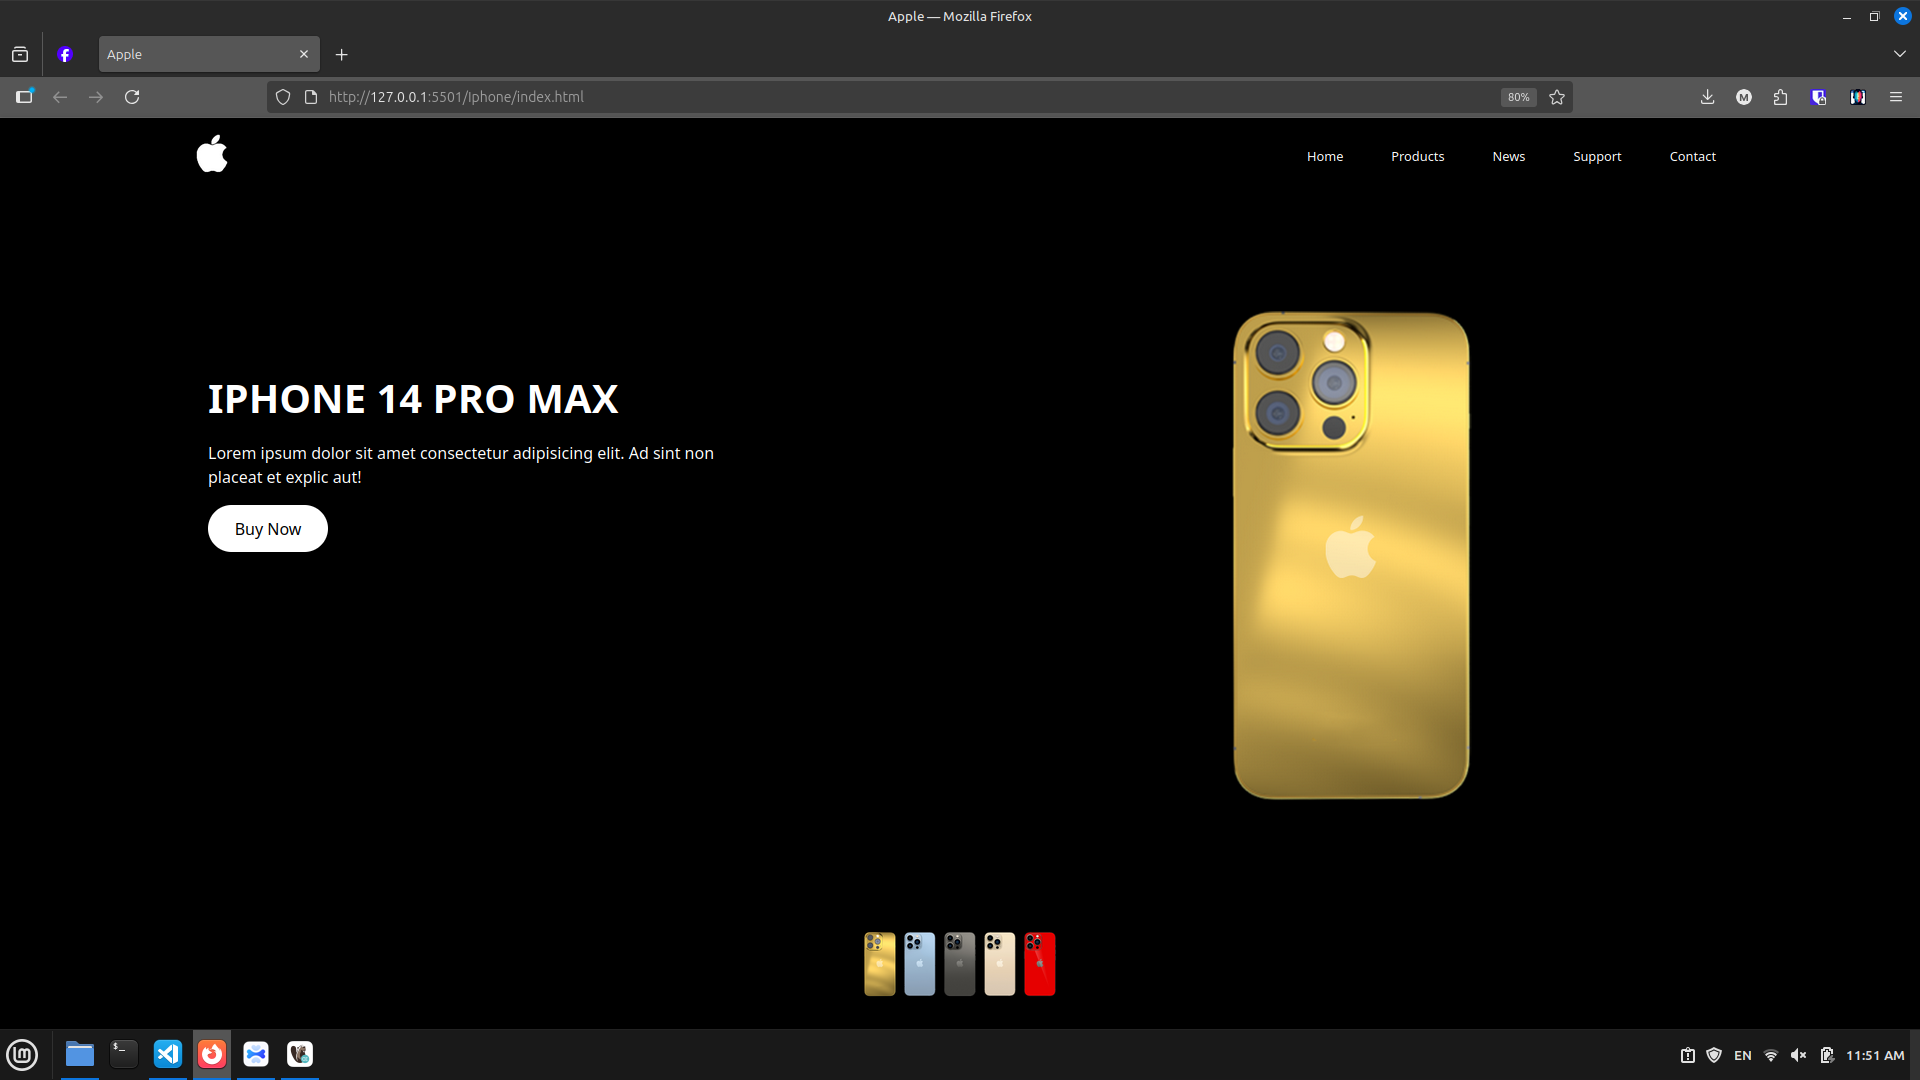 Apple — Mozilla Firefox
Apple
http://127.0.0.1:5501/Iphone/index.html
80%
M
Home Products News Support Contact
IPHONE 14 PRO MAX
Lorem ipsum dolor sit amet consectetur adipisicing elit. Ad sint non
placeat et explic aut!
Buy Now
$_
EN
11:51 AM